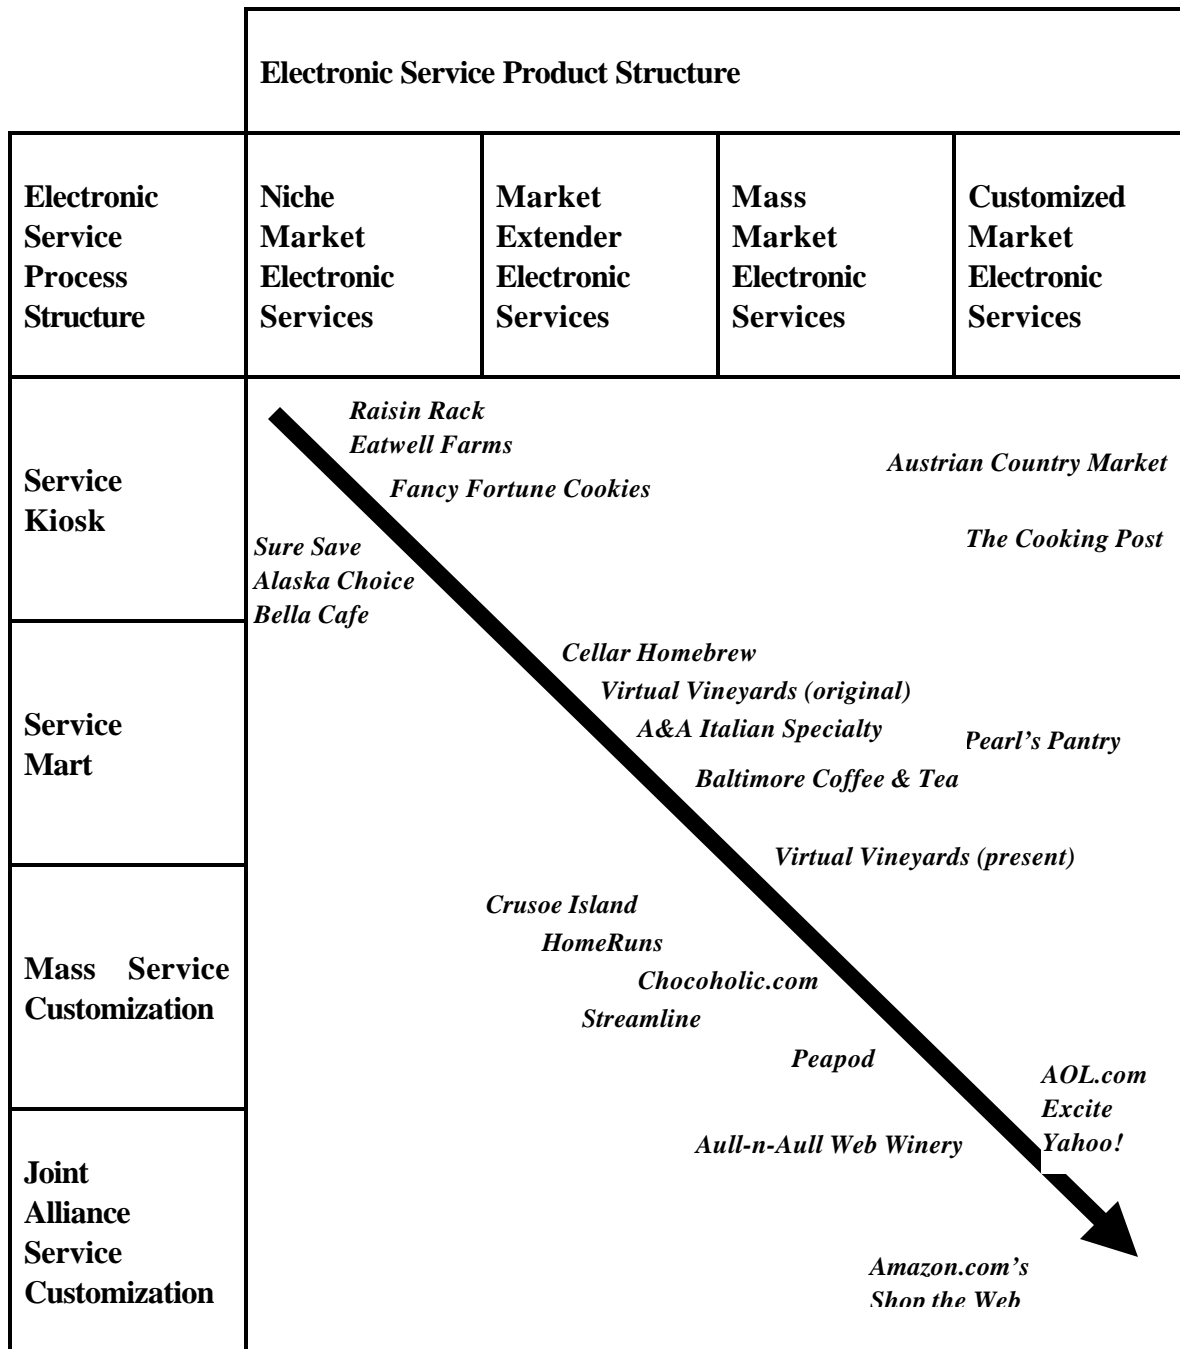 Electronic Service Product Structure
Electronic
Service
Process
Structure
Niche
Market
Electronic
Services
Market
Extender
Electronic
Services
Mass
Market
Electronic
Services
Customized
Market
Electronic
Services
Service
Kiosk
Raisin Rack
Eatwell Farms
Fancy Fortune Cookies
Austrian Country Market
The Cooking Post
Sure Save
Alaska Choice
Bella Cafe
Service
Mart
Cellar Homebrew
Virtual Vineyards (original)
A&A Italian Specialty
Pearl’s Pantry
Baltimore Coffee & Tea
Virtual Vineyards (present)
Mass Service
Customization
Crusoe Island
HomeRuns
Chocoholic.com
Streamline
Peapod
AOL.com
Excite
Yahoo!
Joint
Alliance
Service
Customization
Aull-n-Aull Web Winery
Amazon.com’s
Shop the Web